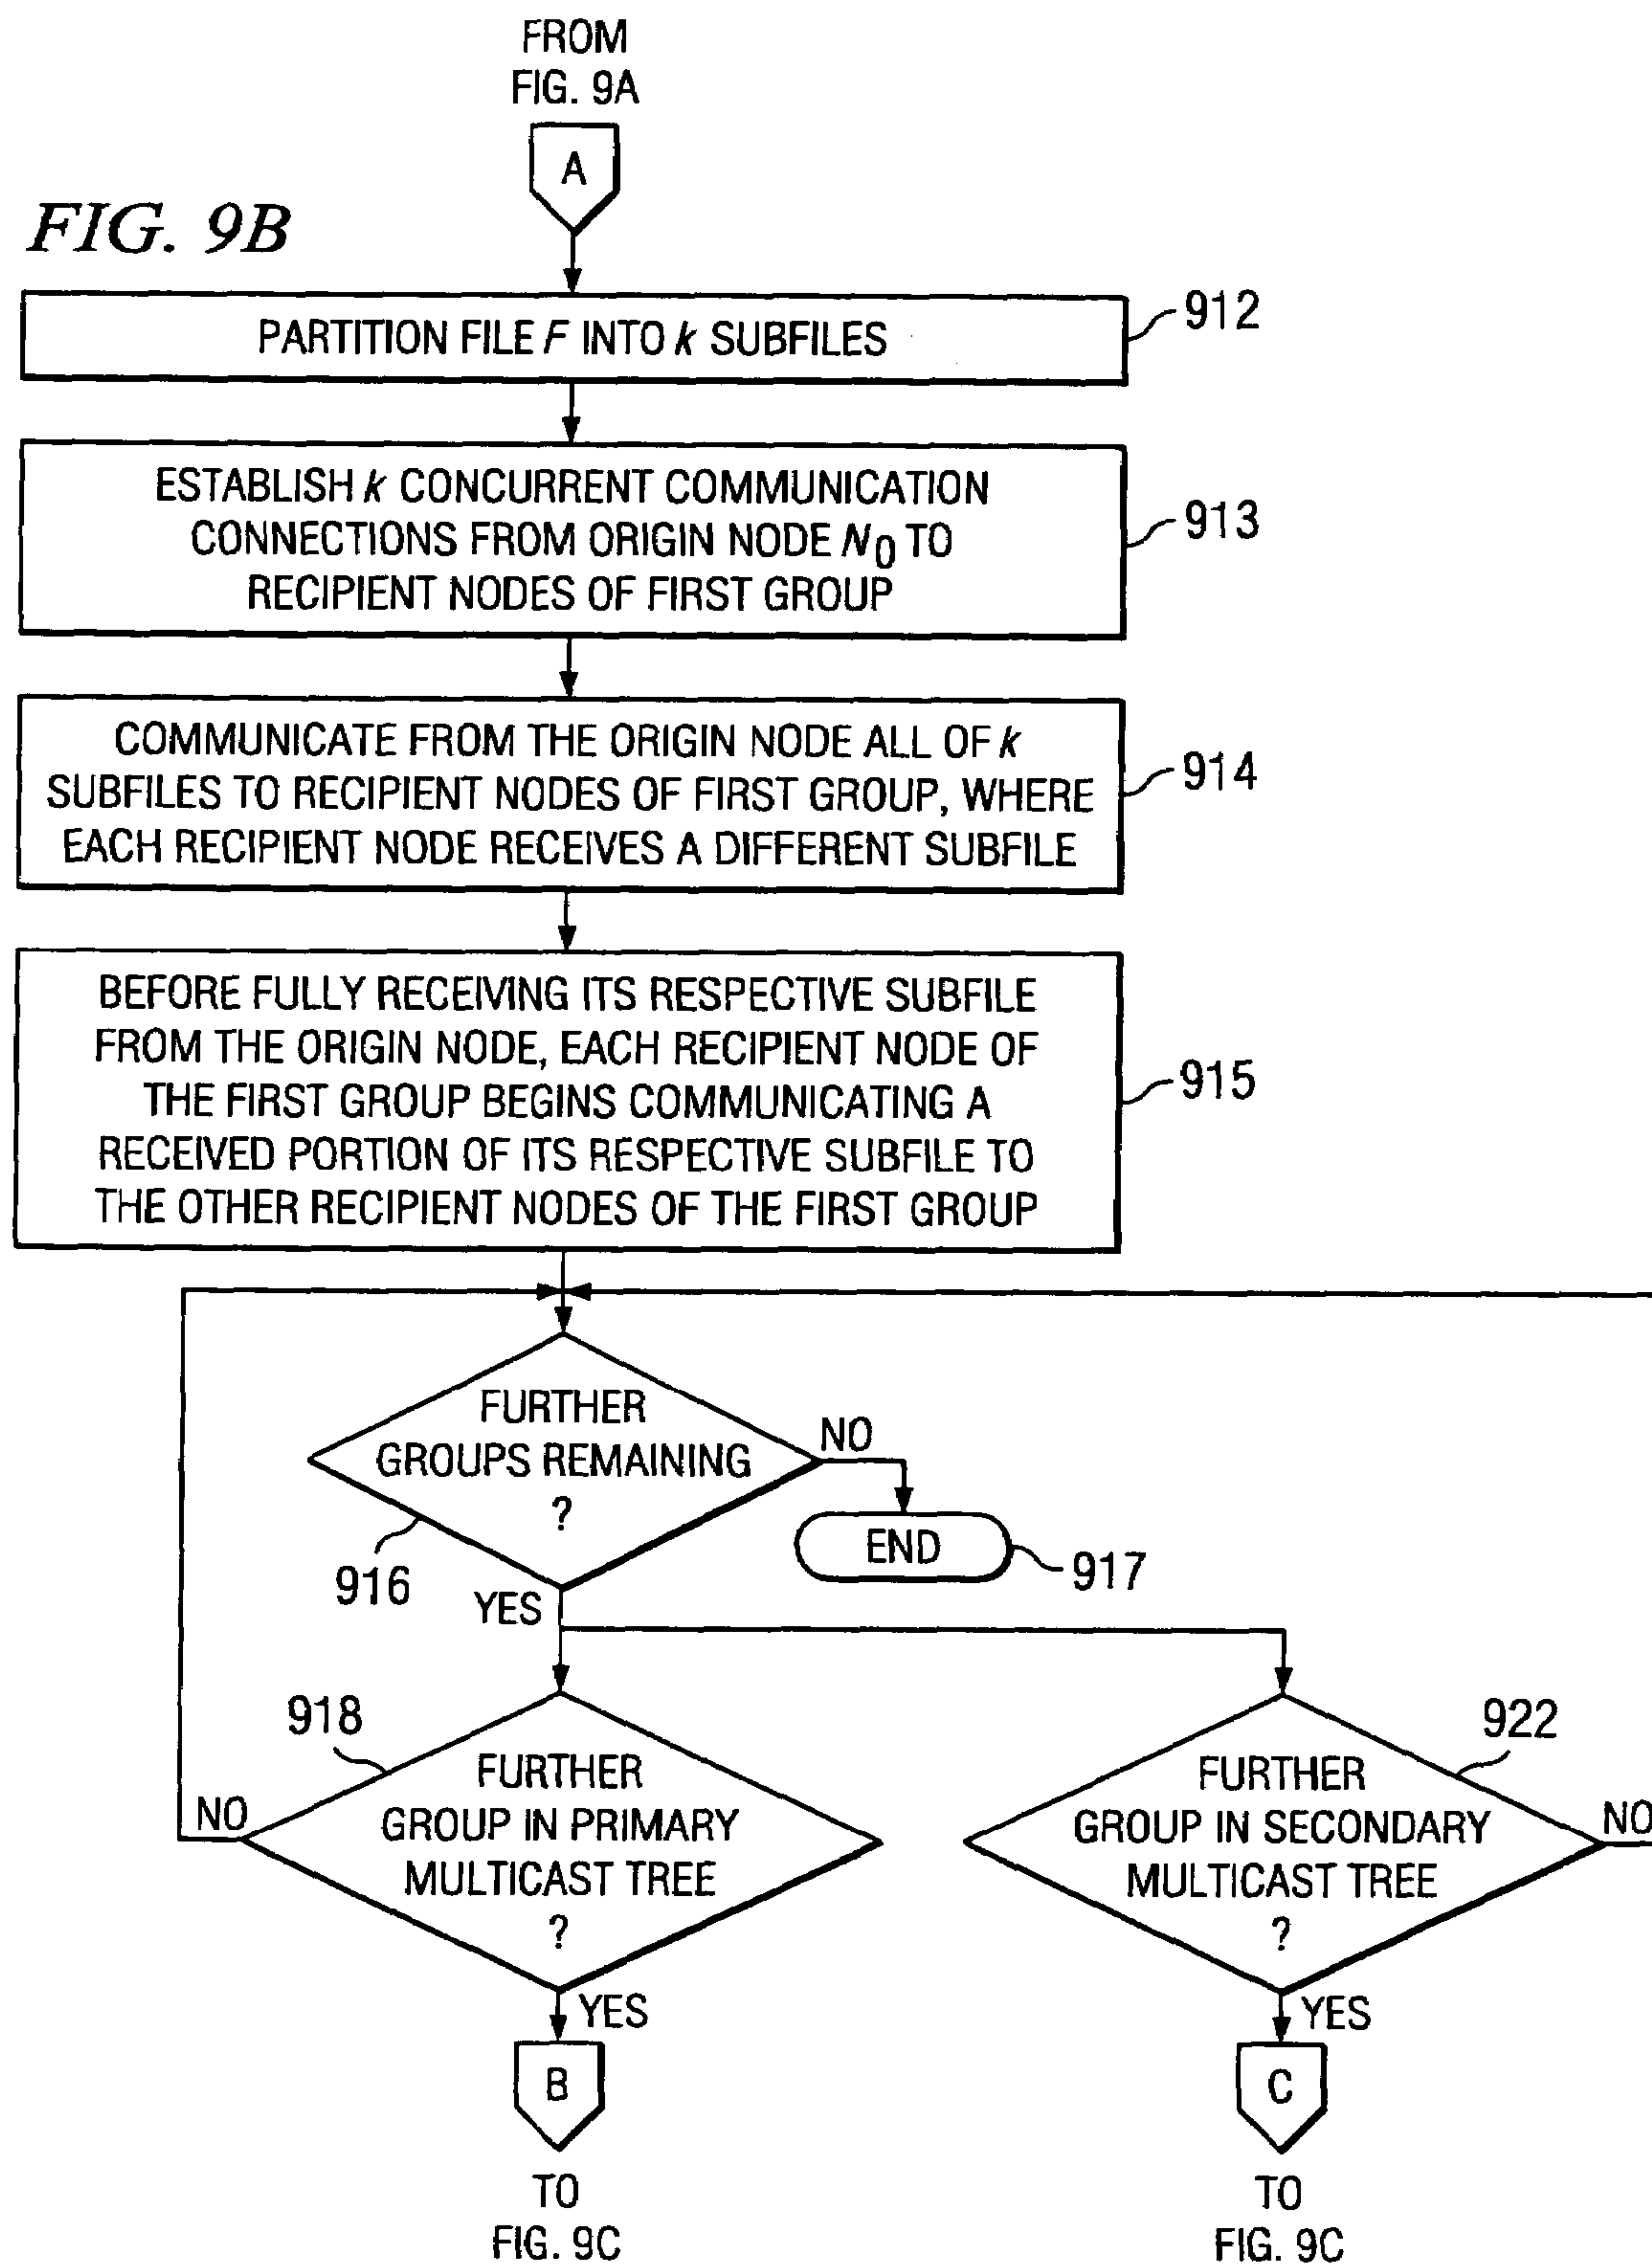 FROM
FIG. 9A
A
FIG. 9B
PARTITION FILE F INTO k SUBFILES
912
ESTABLISH k CONCURRENT COMMUNICATION
CONNECTIONS FROM ORIGIN NODE N0 TO
RECIPIENT NODES OF FIRST GROUP
913
COMMUNICATE FROM THE ORIGIN NODE ALL OF k
SUBFILES TO RECIPIENT NODES OF FIRST GROUP, WHERE
EACH RECIPIENT NODE RECEIVES A DIFFERENT SUBFILE
914
BEFORE FULLY RECEIVING ITS RESPECTIVE SUBFILE
FROM THE ORIGIN NODE, EACH RECIPIENT NODE OF
THE FIRST GROUP BEGINS COMMUNICATING A
RECEIVED PORTION OF ITS RESPECTIVE SUBFILE TO
THE OTHER RECIPIENT NODES OF THE FIRST GROUP
915
FURTHER
GROUPS REMAINING
?
NO
END
917
916
YES
918
FURTHER
GROUP IN PRIMARY
MULTICAST TREE
?
NO
YES
B
TO
FIG. 9C
922
FURTHER
GROUP IN SECONDARY
MULTICAST TREE
?
NO
YES
C
TO
FIG. 9C